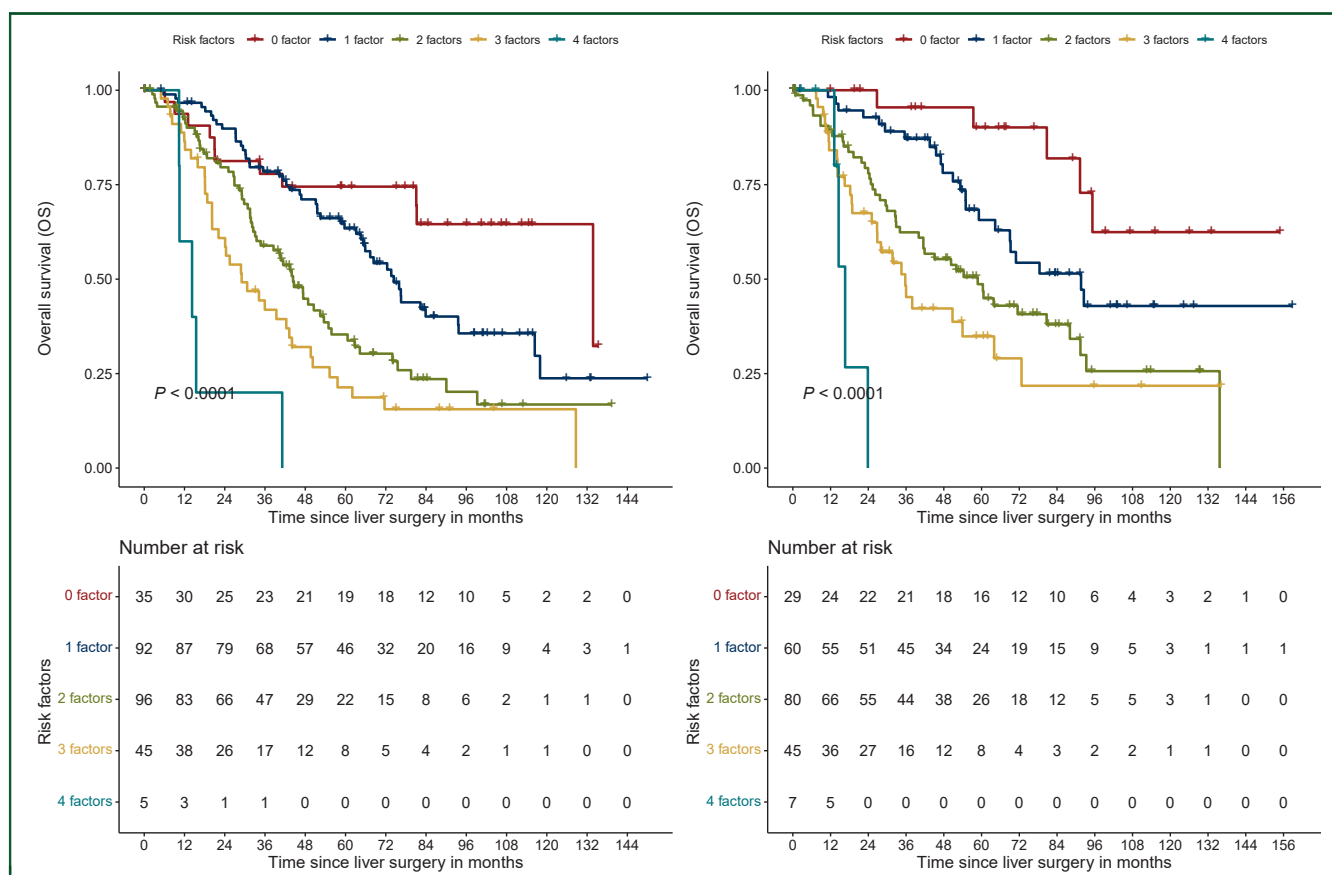 Risk factors 0 factor 1 factor 2 factors 3 factors 4 factors
1.00
0.75
0.50
0.25
0.00
Overall survival (OS)
P < 0.0001
0 12 24 36 48 60 72 84 96 108 120 132 144
Time since liver surgery in months
Number at risk
Risk factors
0 factor 35 30 25 23 21 19 18 12 10 5 2 2 0
1 factor 92 87 79 68 57 46 32 20 16 9 4 3 1
2 factors 96 83 66 47 29 22 15 8 6 2 1 1 0
3 factors 45 38 26 17 12 8 5 4 2 1 1 0 0
4 factors 5 3 1 1 0 0 0 0 0 0 0 0 0
0 12 24 36 48 60 72 84 96 108 120 132 144
Time since liver surgery in months
Risk factors 0 factor 1 factor 2 factors 3 factors 4 factors
1.00
0.75
0.50
0.25
0.00
Overall survival (OS)
P < 0.0001
0 12 24 36 48 60 72 84 96 108 120 132 144 156
Time since liver surgery in months
Number at risk
Risk factors
0 factor 29 24 22 21 18 16 12 10 6 4 3 2 1 0
1 factor 60 55 51 45 34 24 19 15 9 5 3 1 1 1
2 factors 80 66 55 44 38 26 18 12 5 5 3 1 0 0
3 factors 45 36 27 16 12 8 4 3 2 2 1 1 0 0
4 factors 7 5 0 0 0 0 0 0 0 0 0 0 0 0
0 12 24 36 48 60 72 84 96 108 120 132 144 156
Time since liver surgery in months